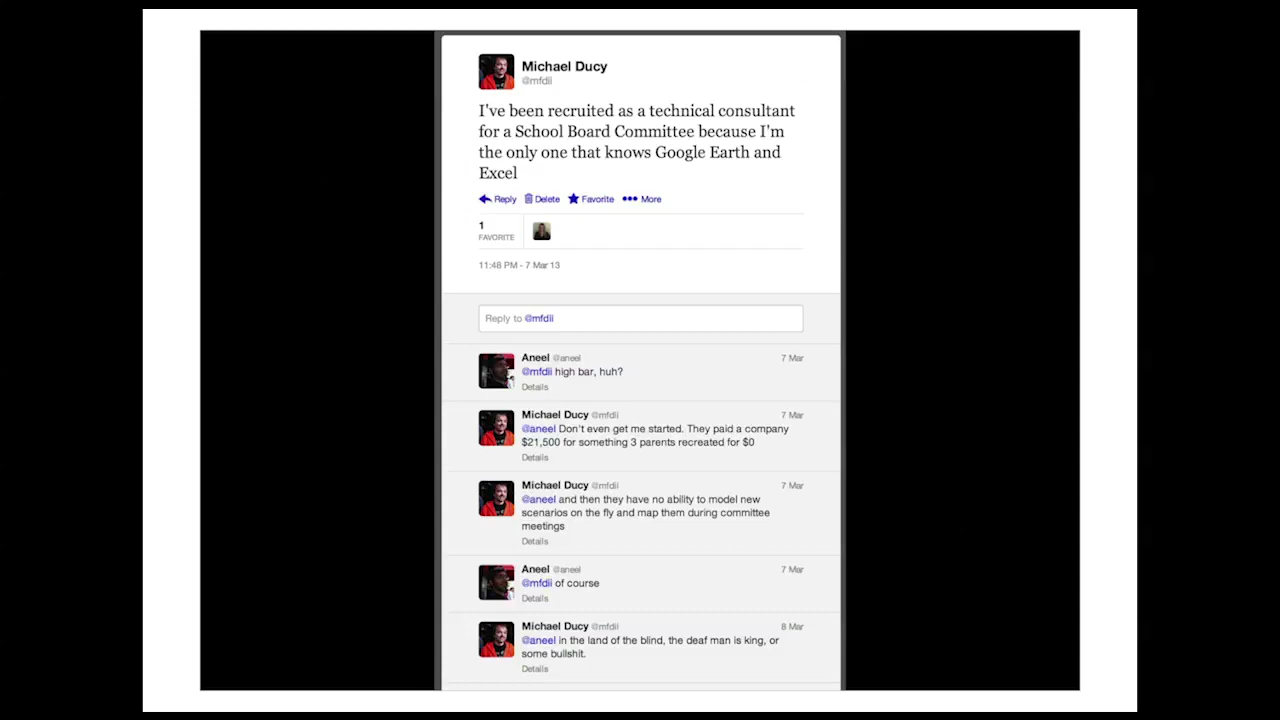 Michael Ducy
@mfdii
I've been recruited as a technical consultant
for a School Board Committee because I'm
the only one that knows Google Earth and
Excel
Reply Delete Favorite More
1
FAVORITE
11:48 PM - 7 Mar 13
Reply to @mfdii
Aneel @aneel 7 Mar
@mfdii high bar, huh?
Details
Michael Ducy @mfdii 7 Mar
@aneel Don't even get me started. They paid a company
$21,500 for something 3 parents recreated for $0
Details
Michael Ducy @mfdii 7 Mar
@aneel and then they have no ability to model new
scenarios on the fly and map them during committee
meetings
Details
Aneel @aneel 7 Mar
@mfdii of course
Details
Michael Ducy @mfdii 8 Mar
@aneel in the land of the blind, the deaf man is king, or
some bullshit.
Details